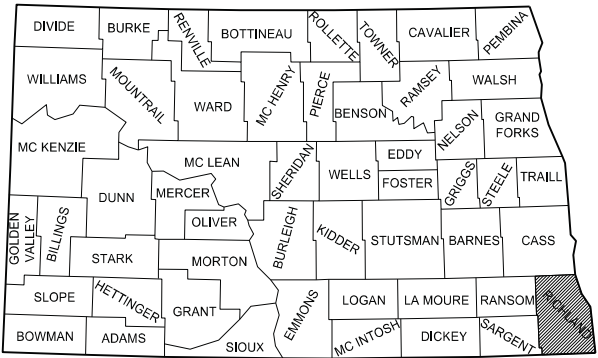 DIVIDE
BURKE
RENVILLE
BOTTINEAU
ROLLETTE
TOWNER
CAVALIER
PEMBINA
WILLIAMS
MOUNTRAIL
WARD
MC HENRY
PIERCE
BENSON
RAMSEY
WALSH
NELSON
GRAND
FORKS
MC KENZIE
MC LEAN
SHERIDAN
WELLS
EDDY
FOSTER
GRIGGS
STEELE
TRAILL
DUNN
MERCER
OLIVER
GOLDEN
VALLEY
BILLINGS
STARK
MORTON
BURLEIGH
KIDDER
STUTSMAN
BARNES
CASS
SLOPE
HETTINGER
GRANT
EMMONS
LOGAN
LA MOURE
RANSOM
RICHLAND
BOWMAN
ADAMS
SIOUX
MC INTOSH
DICKEY
SARGENT